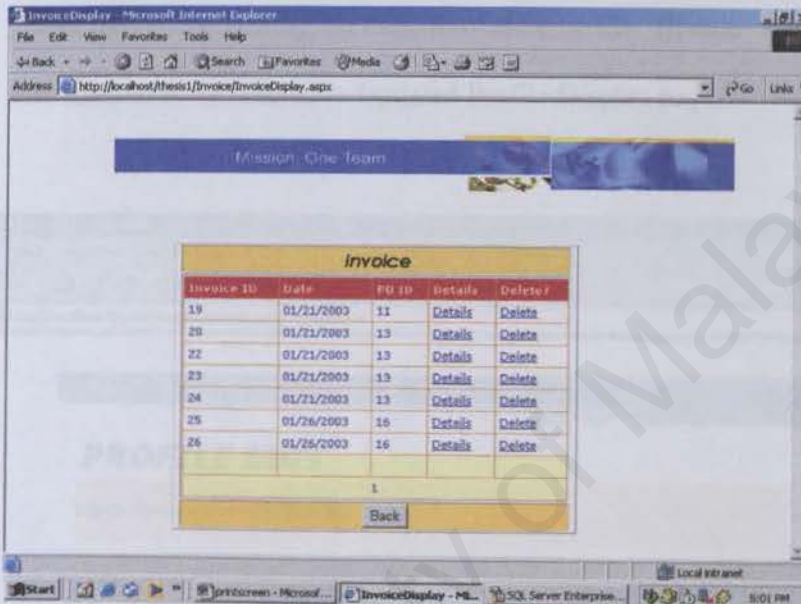 InvoiceDisplay - Microsoft Internet Explorer
File Edit View Favorites Tools Help
Back Search Favorites Media
Address http://localhost/thesis1/Invoice/InvoiceDisplay.aspx Go Links
Mission, One Team
invoice
Invoice ID Date PO ID Details Delete?
19 01/21/2003 11 Details Delete
20 01/21/2003 13 Details Delete
22 01/21/2003 13 Details Delete
23 01/21/2003 13 Details Delete
24 01/21/2003 13 Details Delete
25 01/26/2003 16 Details Delete
26 01/26/2003 16 Details Delete
1
Back
Local intranet
Start printscreen - Microsof... InvoiceDisplay - Mi... SQL Server Enterprise... 5:01 PM
PROFILE
ty of Mala